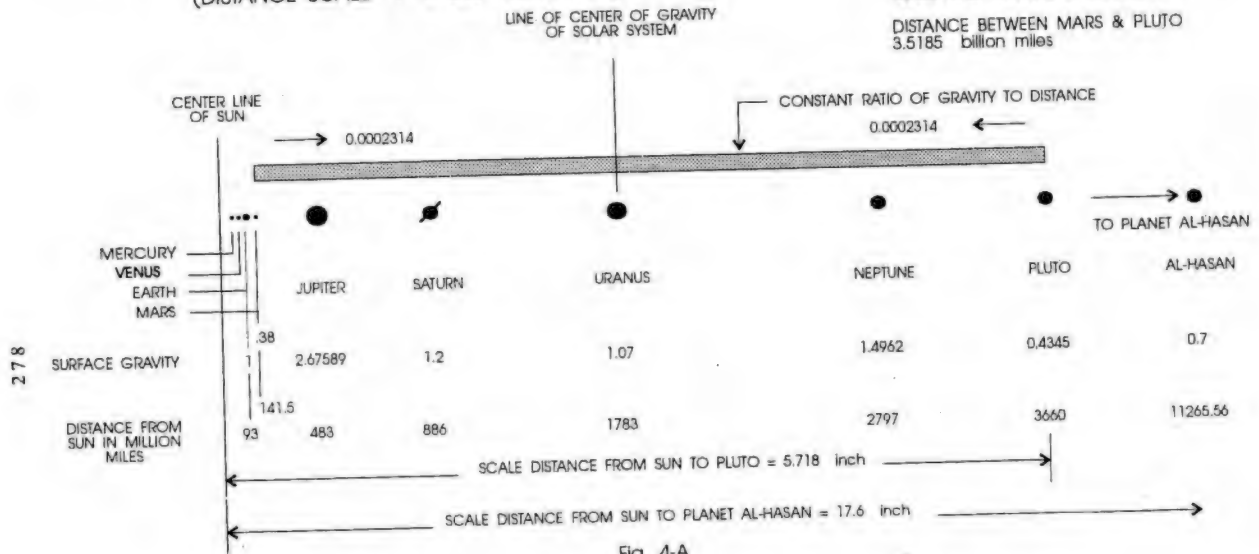 (DISTANCE SCALE
LINE OF CENTER OF GRAVITY
OF SOLAR SYSTEM
DISTANCE BETWEEN MARS & PLUTO
3.5185 billion miles
CENTER LINE
OF SUN
CONSTANT RATIO OF GRAVITY TO DISTANCE
0.0002314
0.0002314
TO PLANET AL-HASAN
MERCURY
VENUS
EARTH
MARS
JUPITER
SATURN
URANUS
NEPTUNE
PLUTO
AL-HASAN
278
SURFACE GRAVITY
1
.38
2.67589
1.2
1.07
1.4962
0.4345
0.7
DISTANCE FROM
SUN IN MILLION
MILES
93
141.5
483
886
1783
2797
3660
11265.56
SCALE DISTANCE FROM SUN TO PLUTO = 5.718 inch
SCALE DISTANCE FROM SUN TO PLANET AL-HASAN = 17.6 inch
Fig. 4-A